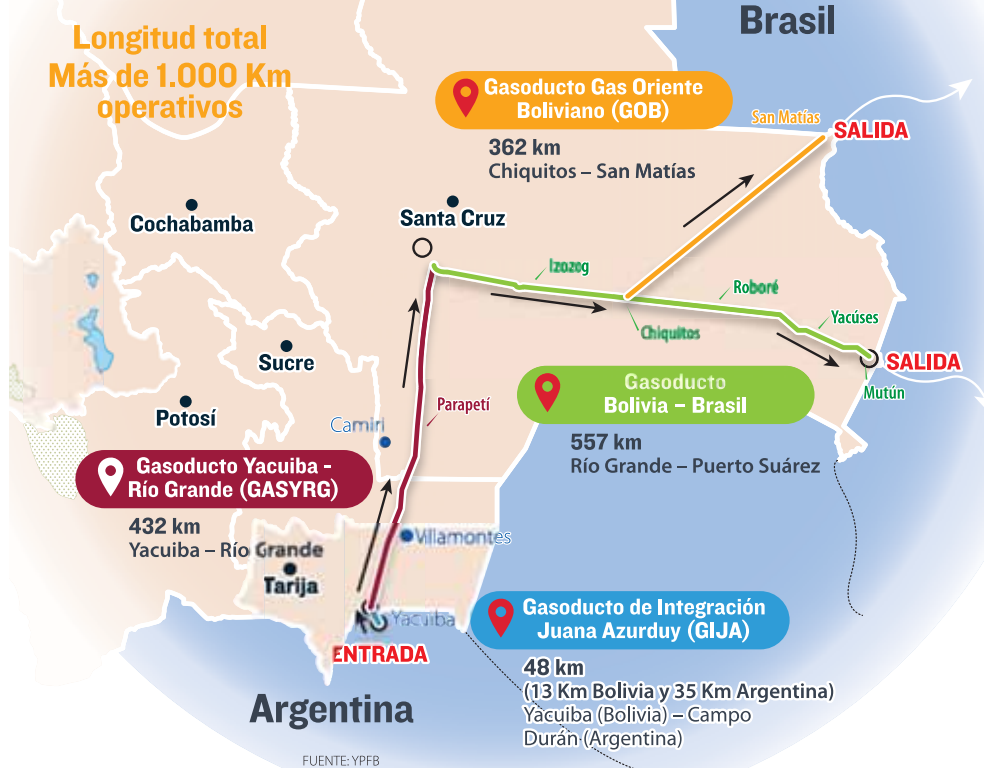 Brasil
Longitud total
Más de 1.000 Km
operativos
Gasoducto Gas Oriente
Boliviano (GOB)
362 km
Chiquitos – San Matías
San Matías
SALIDA
Cochabamba
Santa Cruz
Izozog
Roboré
Chiquitos
Yacúses
SALIDA
Mutún
Sucre
Potosí
Camiri
Parapetí
Gasoducto
Bolivia – Brasil
557 km
Río Grande – Puerto Suárez
Gasoducto Yacuiba -
Río Grande (GASYRG)
432 km
Yacuiba – Río Grande
Villamontes
Tarija
Yacuiba
ENTRADA
Gasoducto de Integración
Juana Azurduy (GIJA)
48 km
(13 Km Bolivia y 35 Km Argentina)
Yacuiba (Bolivia) – Campo
Durán (Argentina)
Argentina
FUENTE: YPFB